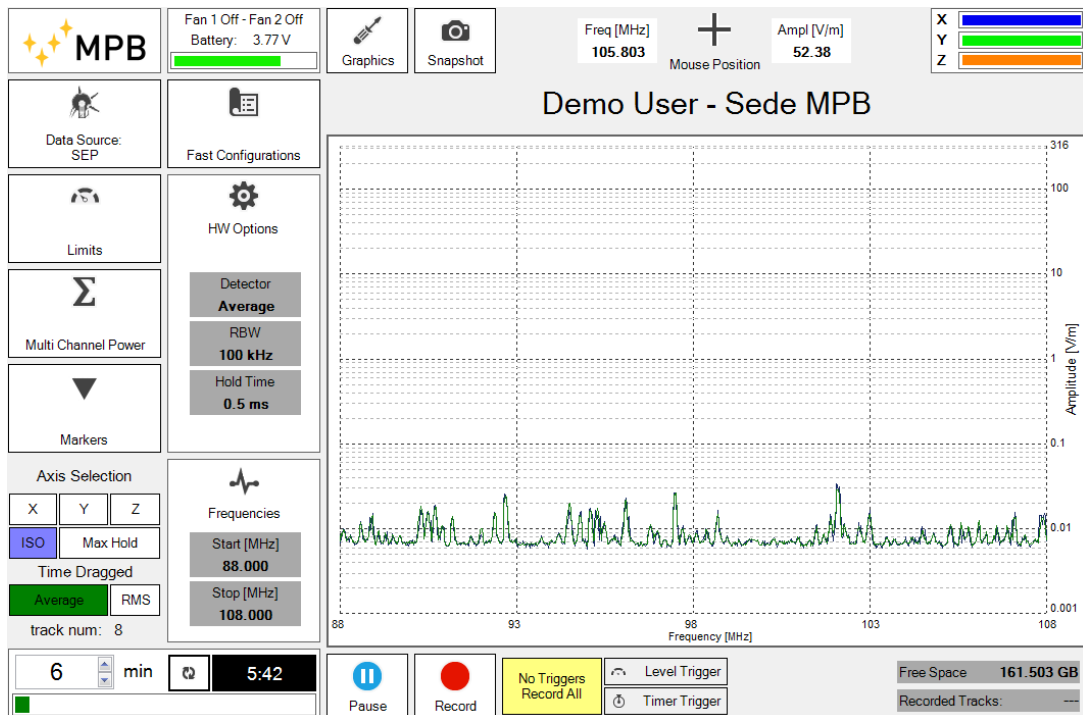 MPB
Fan 1 Off - Fan 2 Off
Battery: 3.77 V
Graphics
Snapshot
Freq [MHz]
105.803
Mouse Position
Ampl [V/m]
52.38
X
Y
Z
Data Source:
SEP
Fast Configurations
Demo User - Sede MPB
Limits
HW Options
Detector
Average
RBW
100 kHz
Hold Time
0.5 ms
Multi Channel Power
Markers
Axis Selection
X
Y
Z
ISO
Max Hold
Time Dragged
Average
RMS
track num: 8
Frequencies
Start [MHz]
88.000
Stop [MHz]
108.000
316
100
10
1
0.1
0.01
0.001
Amplitude [V/m]
88
93
98
103
108
Frequency [MHz]
6
min
5:42
Pause
Record
No Triggers
Record All
Level Trigger
Timer Trigger
Free Space 161.503 GB
Recorded Tracks: ---